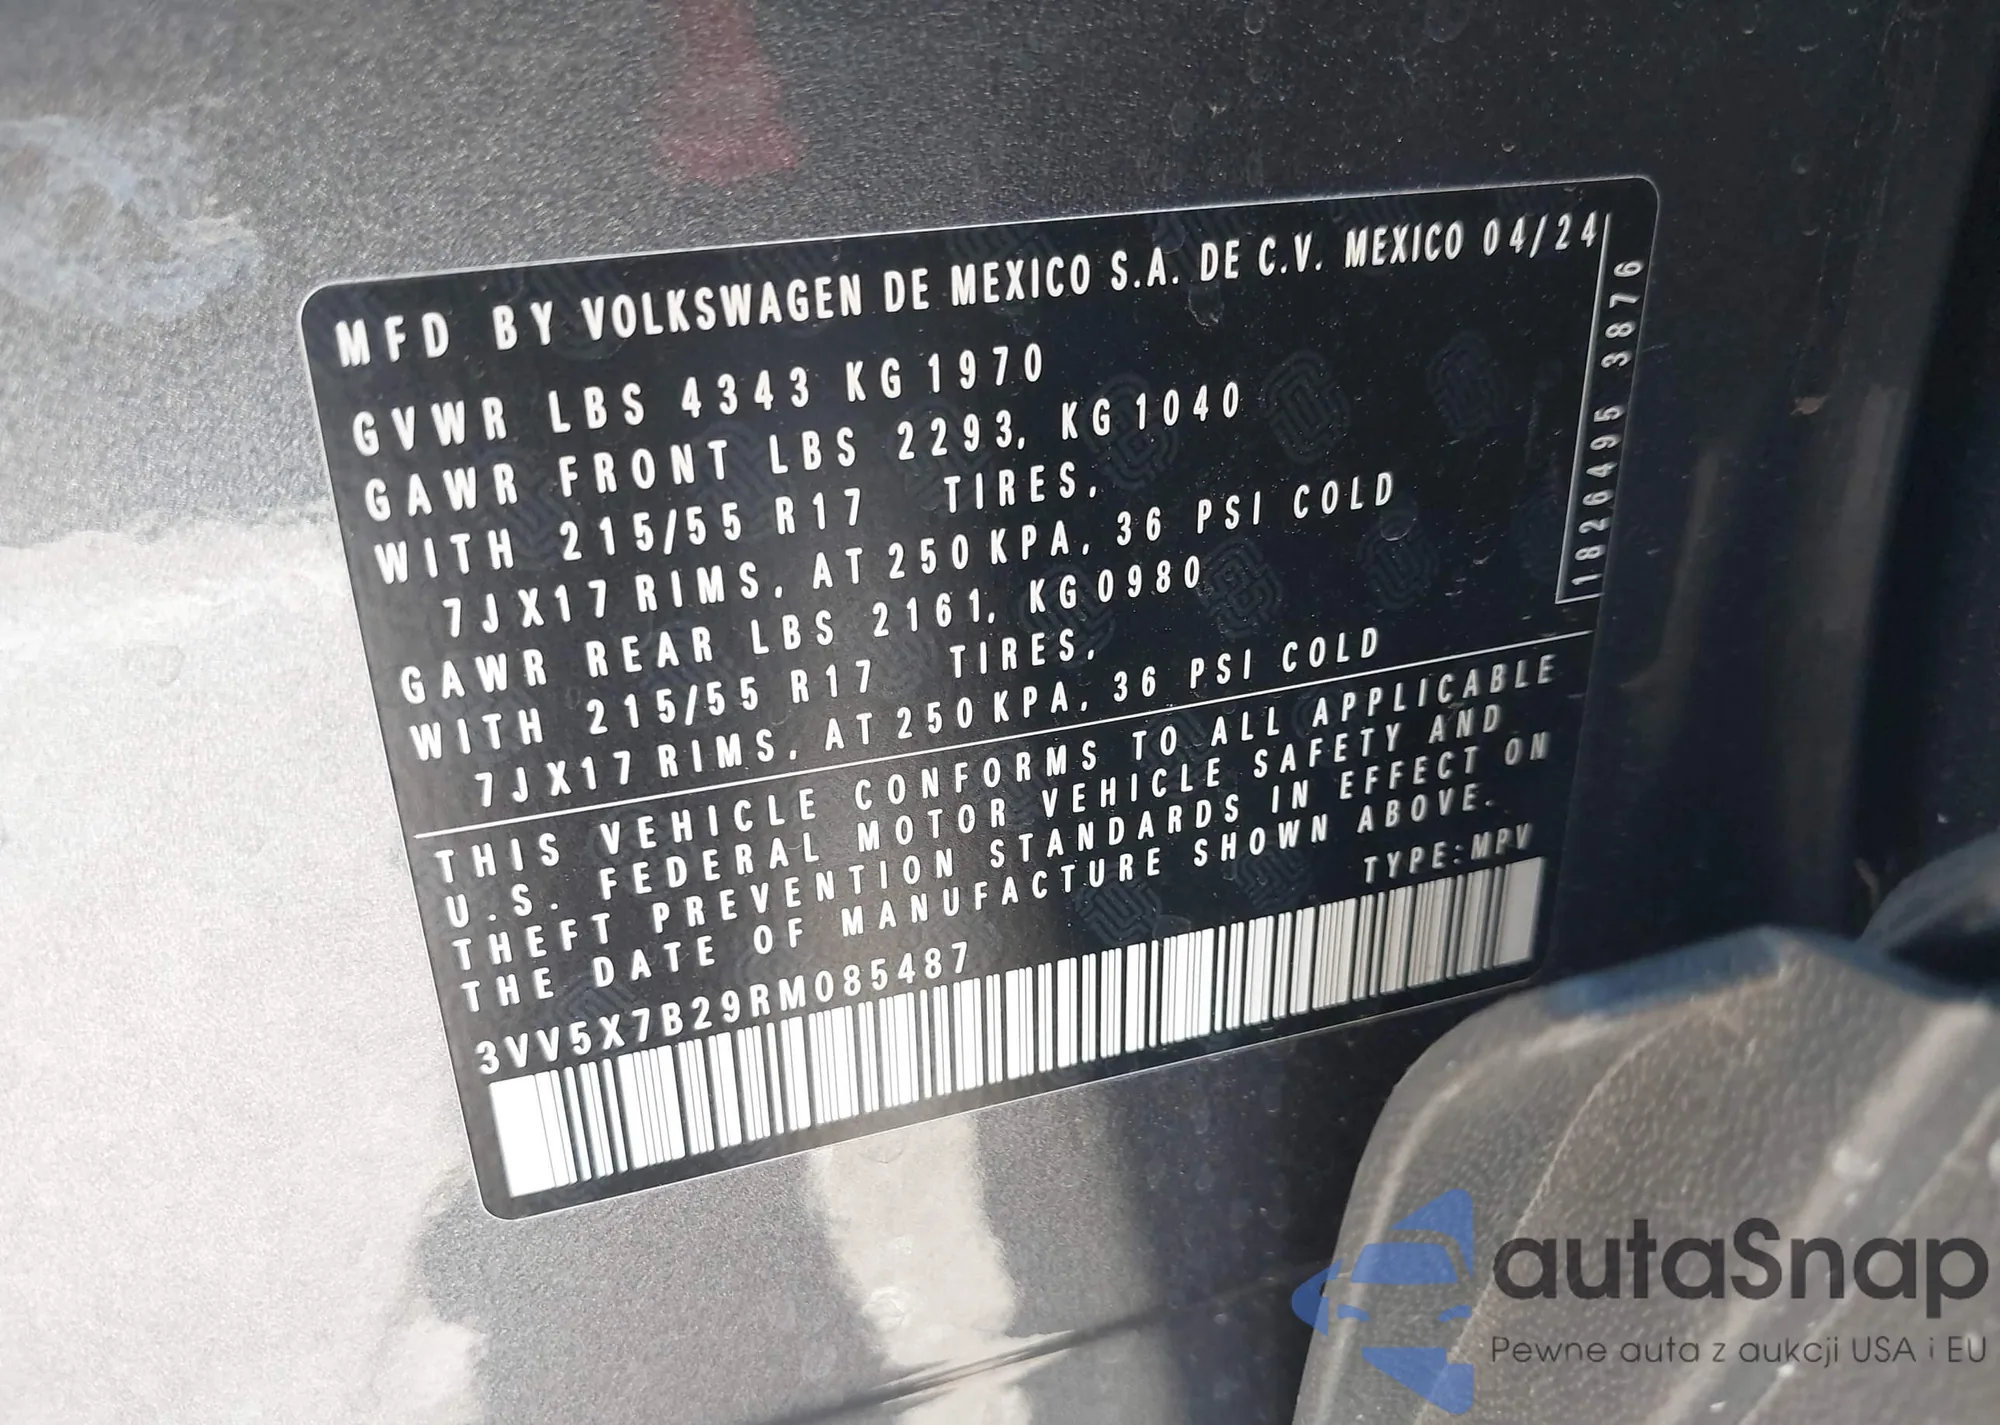 MFD BY VOLKSWAGEN DE MEXICO S.A. DE C.V. MEXICO 04/24
GVWR LBS 4343 KG 1970
GAWR FRONT LBS 2293, KG 1040
WITH 215/55 R17 TIRES,
7JX17 RIMS, AT 250 KPA, 36 PSI COLD
GAWR REAR LBS 2161, KG 0980
WITH 215/55 R17 TIRES,
7JX17 RIMS, AT 250 KPA, 36 PSI COLD
1826495 3876
THIS VEHICLE CONFORMS TO ALL APPLICABLE
U.S. FEDERAL MOTOR VEHICLE SAFETY AND
THEFT PREVENTION STANDARDS IN EFFECT ON
THE DATE OF MANUFACTURE SHOWN ABOVE.
TYPE:MPV
3VV5X7B29RM085487
autaSnap
Pewne auta z aukcji USA i EU